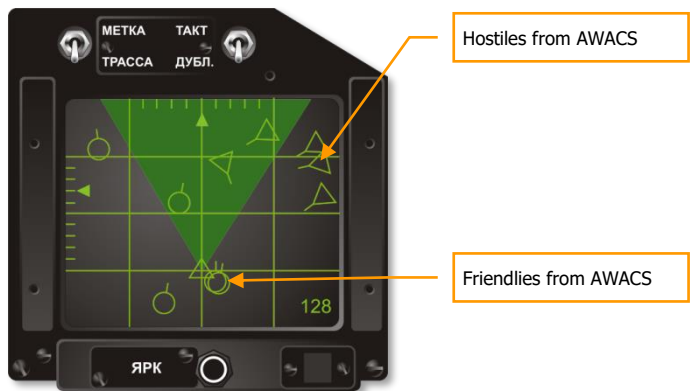 МЕТКА ТАКТ
ТРАССА ДУБЛ.
Hostiles from AWACS
Friendlies from AWACS
128
ЯРК